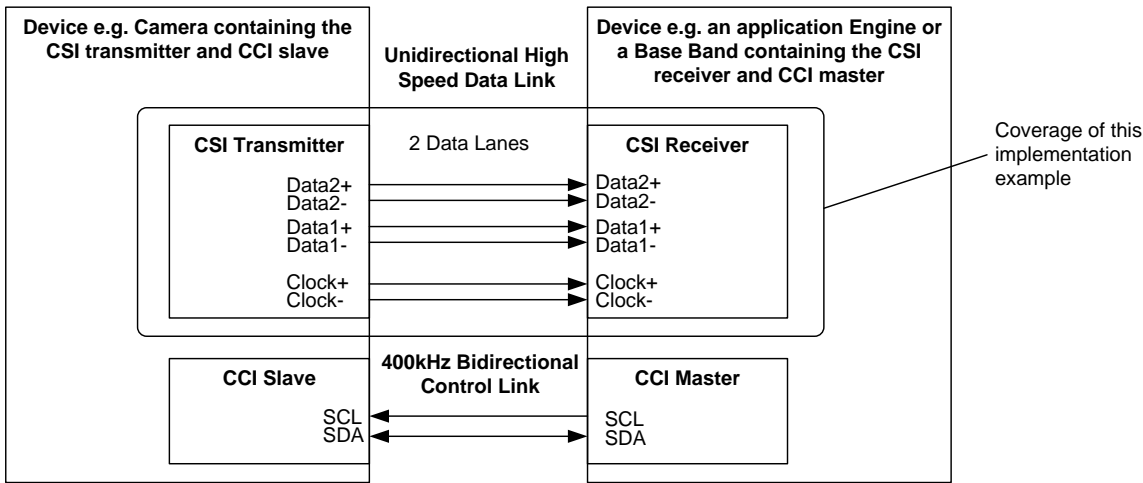 Device e.g. Camera containing the
CSI transmitter and CCI slave
Unidirectional High
Speed Data Link
Device e.g. an application Engine or
a Base Band containing the CSI
receiver and CCI master
CSI Transmitter
2 Data Lanes
CSI Receiver
Data2+
Data2-
Data1+
Data1-
Clock+
Clock-
Data2+
Data2-
Data1+
Data1-
Clock+
Clock-
Coverage of this
implementation
example
CCI Slave
400kHz Bidirectional
Control Link
CCI Master
SCL
SDA
SCL
SDA